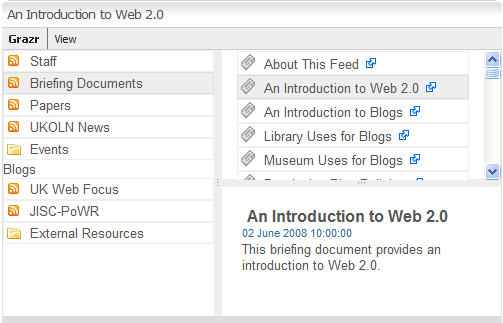 An Introduction to Web 2.0
Grazr View
Staff
Briefing Documents
Papers
UKOLN News
Events
Blogs
UK Web Focus
JISC-PoWR
External Resources
About This Feed
An Introduction to Web 2.0
An Introduction to Blogs
Library Uses for Blogs
Museum Uses for Blogs
An Introduction to Web 2.0
02 June 2008 10:00:00
This briefing document provides an
introduction to Web 2.0.